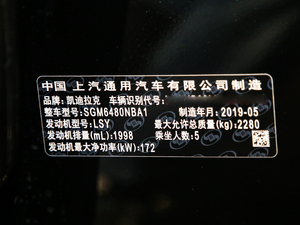 中国 上汽通用汽车有限公司制造
品牌:凯迪拉克 车辆识别代号:
整车型号:SGM6480NBA1 制造年月:2019-05
发动机型号:LSY 最大允许总质量(kg):2280
发动机排量(mL):1998 乘坐人数:5
发动机最大净功率(kW):172